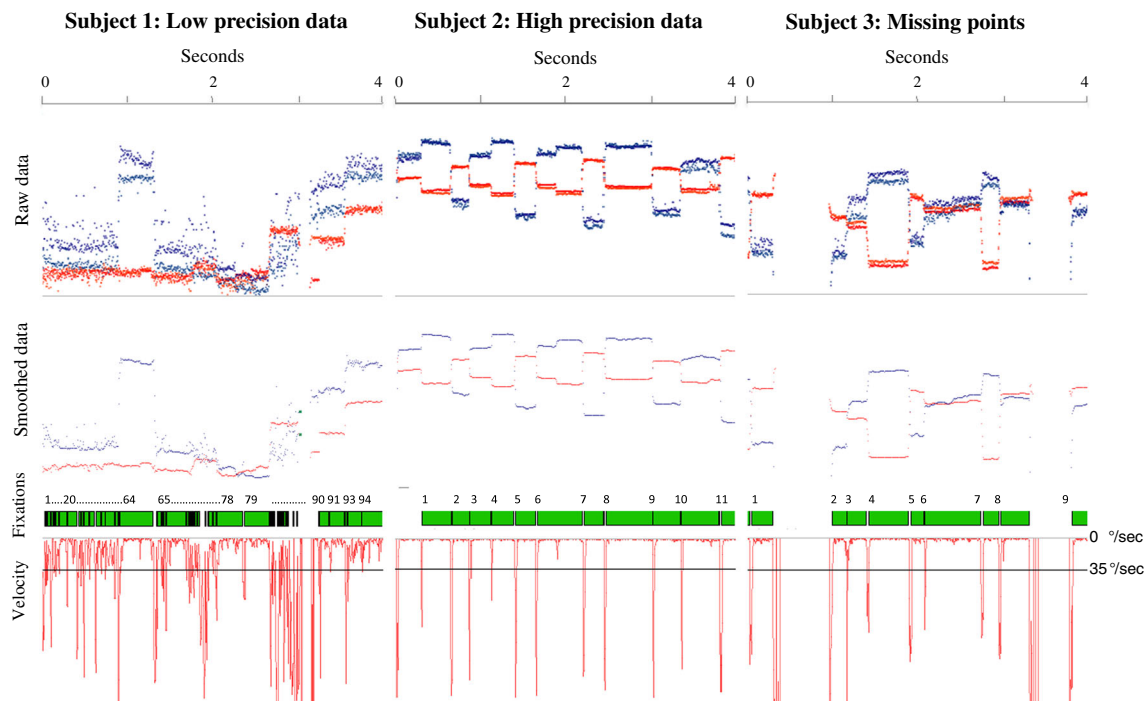 Subject 1: Low precision data
Subject 2: High precision data
Subject 3: Missing points
Seconds
Seconds
Seconds
0 2 4
0 2 4
0 2 4
Raw data
Smoothed data
Fixations
1.....20..............64 65................78 79 .............. 90 91 93 94
1 2 3 4 5 6 7 8 9 10 11
1 2 3 4 5 6 7 8 9
Velocity
0 °/sec
35 °/sec